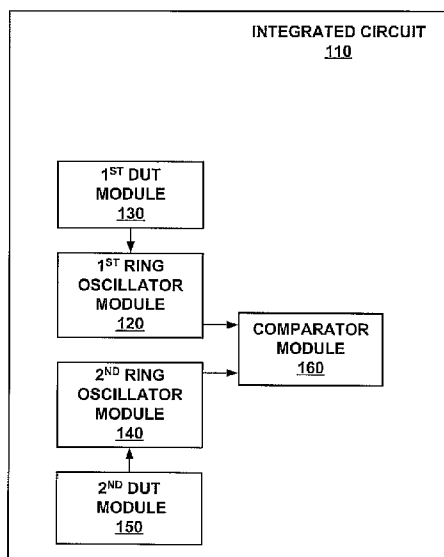 INTEGRATED CIRCUIT
110
1ST DUT
MODULE
130
1ST RING
OSCILLATOR
MODULE
120
COMPARATOR
MODULE
160
2ND RING
OSCILLATOR
MODULE
140
2ND DUT
MODULE
150